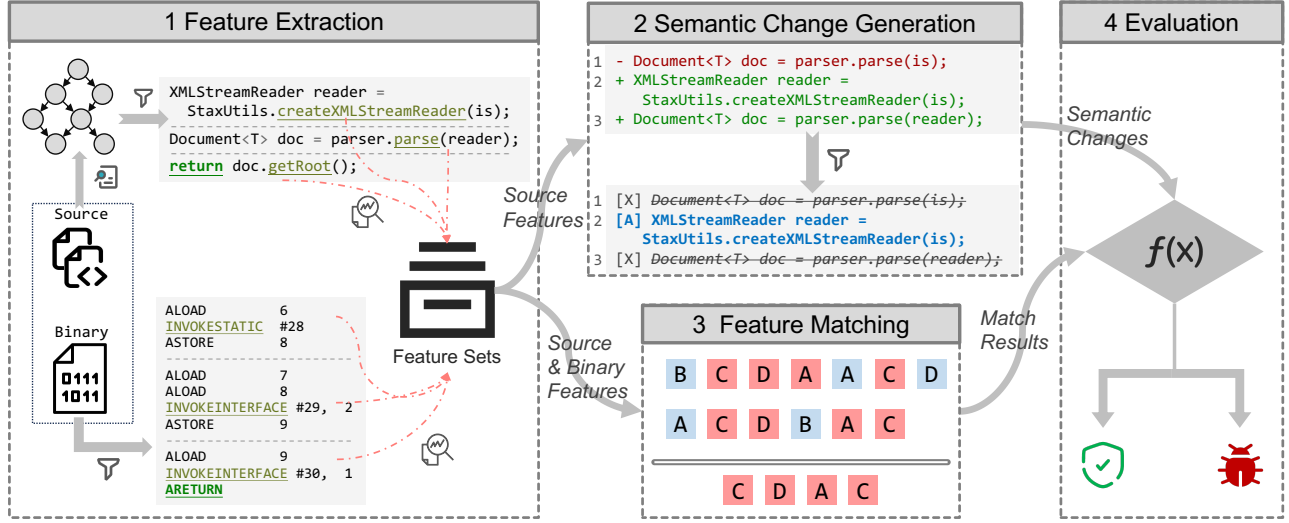 1 Feature Extraction
XMLStreamReader reader =
StaxUtils.createXMLStreamReader(is);
Document<T> doc = parser.parse(reader);
return doc.getRoot();
Source
Binary
0111
1011
ALOAD 6
INVOKESTATIC #28
ASTORE 8
ALOAD 7
ALOAD 8
INVOKEINTERFACE #29, 2
ASTORE 9
ALOAD 9
INVOKEINTERFACE #30, 1
ARETURN
Feature Sets
Source
Features
Source
& Binary
Features
2 Semantic Change Generation
1 - Document<T> doc = parser.parse(is);
2 + XMLStreamReader reader =
StaxUtils.createXMLStreamReader(is);
3 + Document<T> doc = parser.parse(reader);
1 [X] Document<T> doc = parser.parse(is);
2 [A] XMLStreamReader reader =
StaxUtils.createXMLStreamReader(is);
3 [X] Document<T> doc = parser.parse(reader);
3 Feature Matching
B C D A A C D
A C D B A C
C D A C
Semantic
Changes
Match
Results
4 Evaluation
f(x)